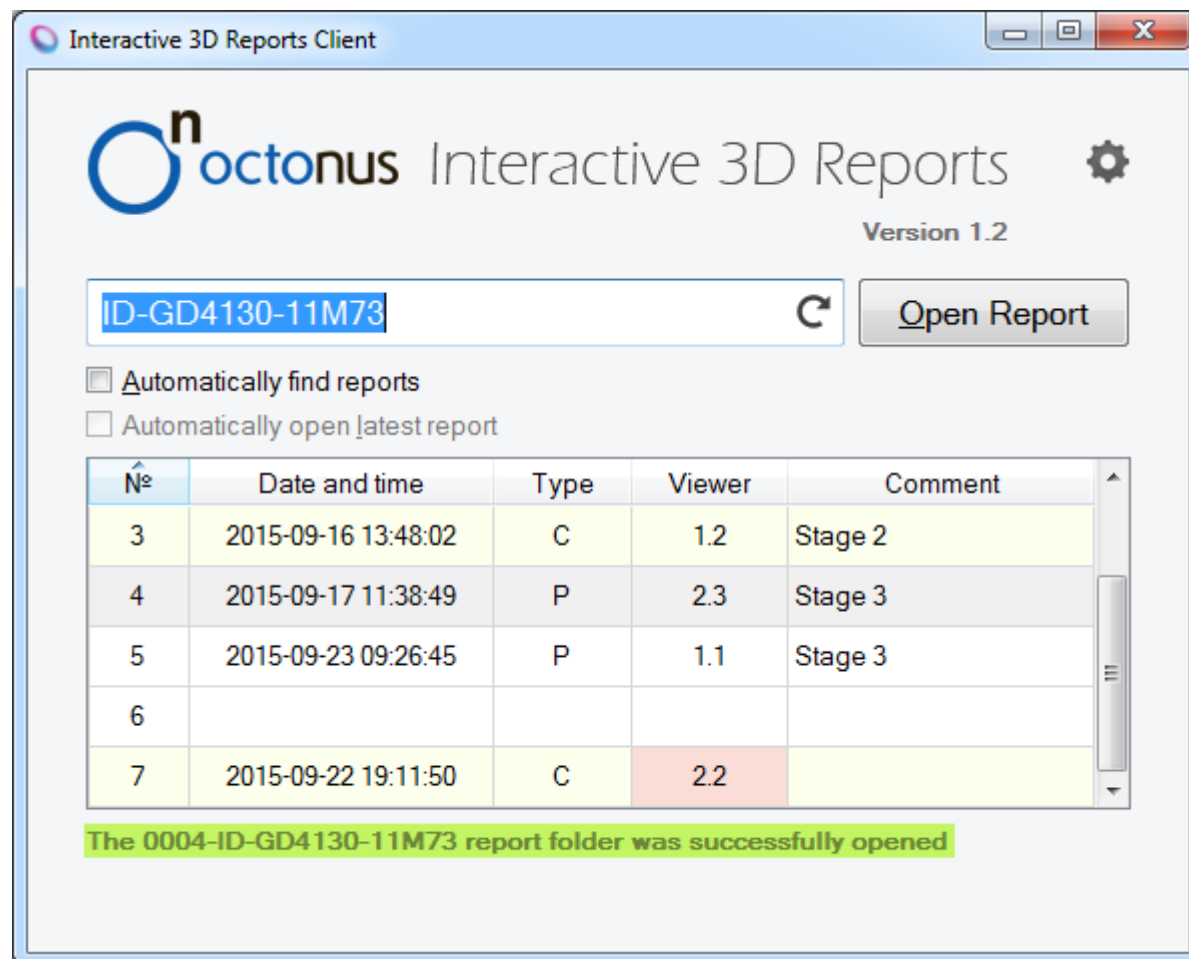 Interactive 3D Reports Client
octonus Interactive 3D Reports
n
Version 1.2
ID-GD4130-11M73 Open Report
Automatically find reports
Automatically open latest report
№ Date and time Type Viewer Comment
3 2015-09-16 13:48:02 C 1.2 Stage 2
4 2015-09-17 11:38:49 P 2.3 Stage 3
5 2015-09-23 09:26:45 P 1.1 Stage 3
6
7 2015-09-22 19:11:50 C 2.2
The 0004-ID-GD4130-11M73 report folder was successfully opened